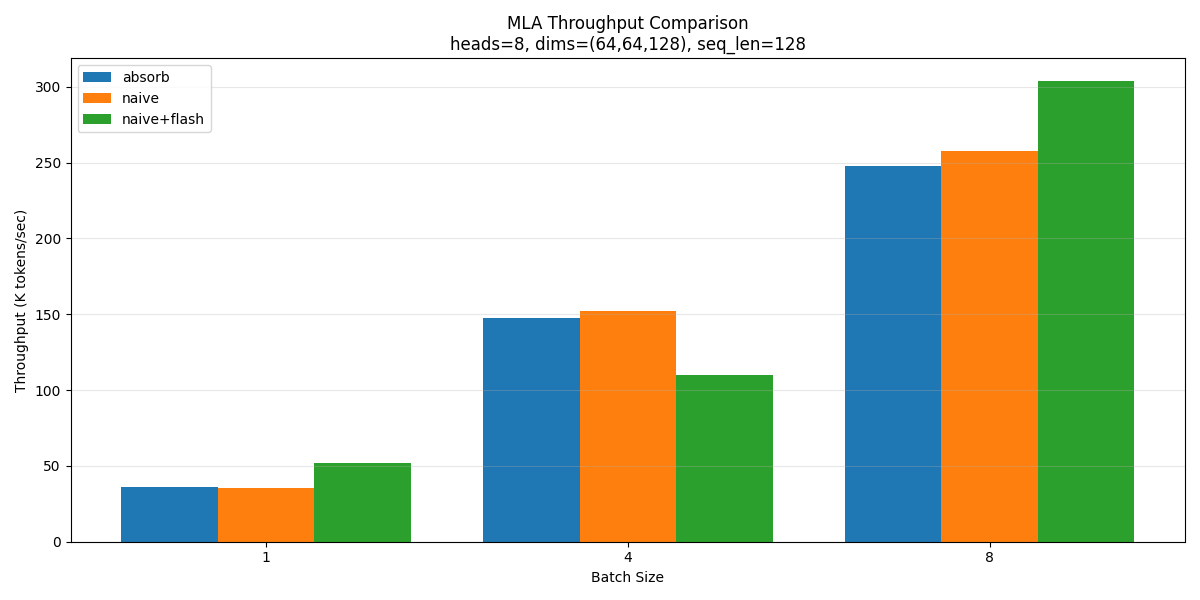 MLA Throughput Comparison
heads=8, dims=(64,64,128), seq_len=128
absorb
naive
naive+flash
Throughput (K tokens/sec)
300
250
200
150
100
50
0
1
4
8
Batch Size